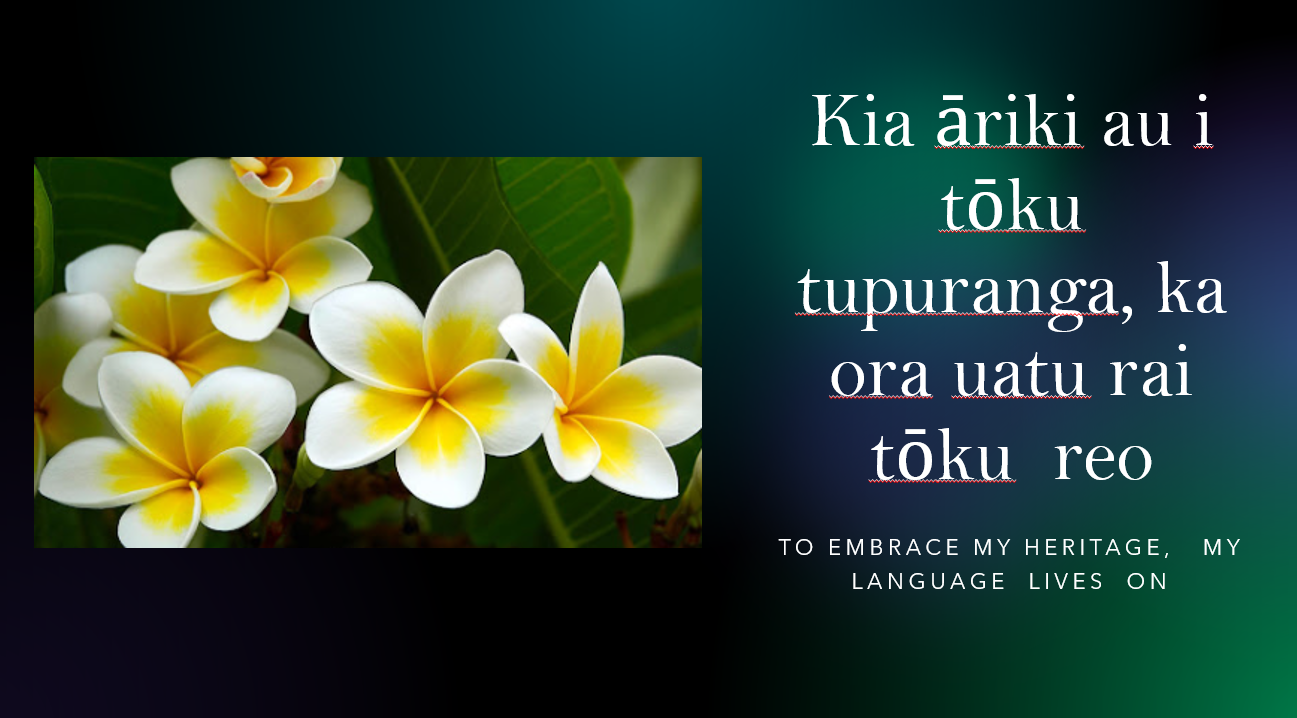 Kia āriki au i
tōku
tupuranga, ka
ora uatu rai
tōku  reo
TO EMBRACE MY HERITAGE,   MY
LANGUAGE  LIVES  ON